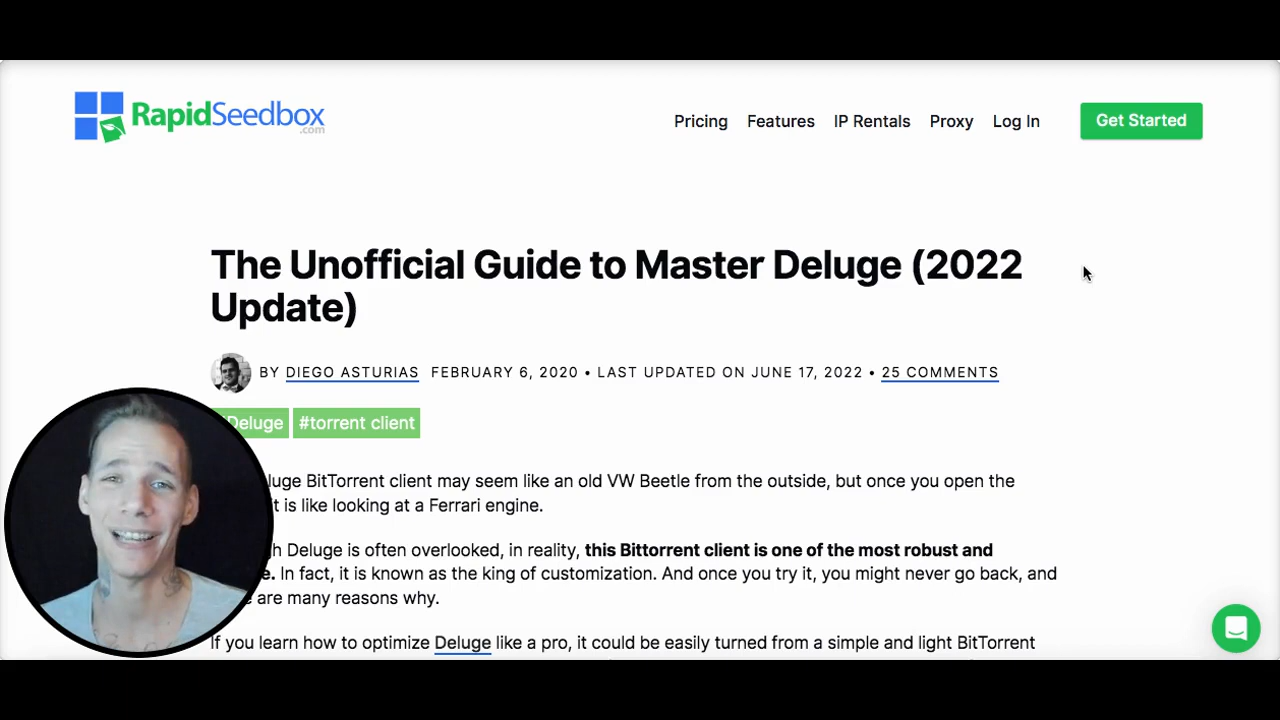 RapidSeedbox
.com
Pricing Features IP Rentals Proxy Log In Get Started
The Unofficial Guide to Master Deluge (2022
Update)
BY DIEGO ASTURIAS FEBRUARY 6, 2020 • LAST UPDATED ON JUNE 17, 2022 • 25 COMMENTS
Deluge #torrent client
BitTorrent client may seem like an old VW Beetle from the outside, but once you open the
it is like looking at a Ferrari engine.
Deluge is often overlooked, in reality, this Bittorrent client is one of the most robust and
In fact, it is known as the king of customization. And once you try it, you might never go back, and
are many reasons why.
If you learn how to optimize Deluge like a pro, it could be easily turned from a simple and light BitTorrent